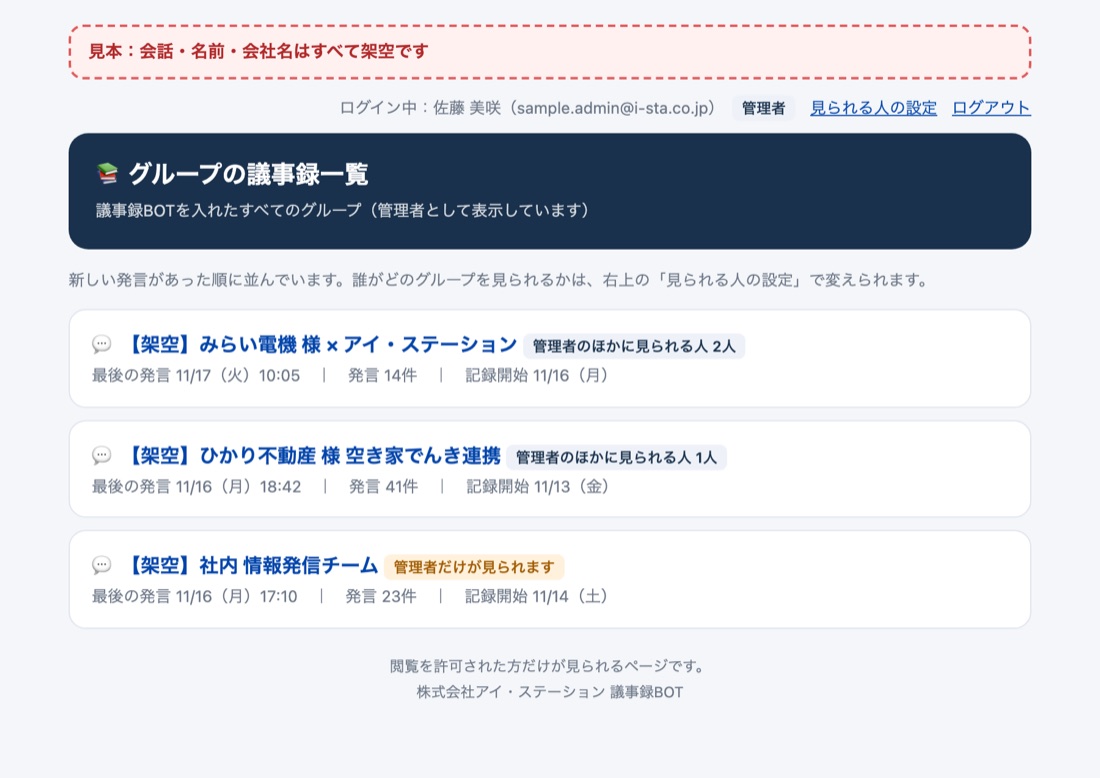 見本：会話・名前・会社名はすべて架空です
ログイン中：佐藤 美咲（sample.admin@i-sta.co.jp） 管理者 見られる人の設定 ログアウト
📚 グループの議事録一覧
議事録BOTを入れたすべてのグループ（管理者として表示しています）
新しい発言があった順に並んでいます。誰がどのグループを見られるかは、右上の「見られる人の設定」で変えられます。
💬 【架空】みらい電機 様 × アイ・ステーション 管理者のほかに見られる人 2人
最後の発言 11/17（火）10:05 ｜ 発言 14件 ｜ 記録開始 11/16（月）
💬 【架空】ひかり不動産 様 空き家でんき連携 管理者のほかに見られる人 1人
最後の発言 11/16（月）18:42 ｜ 発言 41件 ｜ 記録開始 11/13（金）
💬 【架空】社内 情報発信チーム 管理者だけが見られます
最後の発言 11/16（月）17:10 ｜ 発言 23件 ｜ 記録開始 11/14（土）
閲覧を許可された方だけが見られるページです。
株式会社アイ・ステーション 議事録BOT